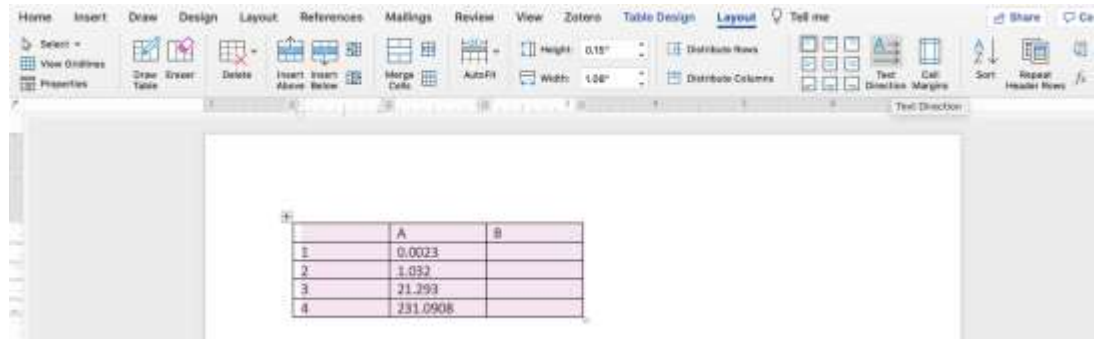 Home Insert Draw Design Layout References Mailings Review View Zotero Table Design Layout Tell me Share
Select
View Gridlines
Properties
Draw Table
Eraser
Delete
Insert Above
Insert Below
Merge Cells
AutoFit
Height: 0.15"
Width: 1.08"
Distribute Rows
Distribute Columns
Text Direction
Cell Margins
Sort
Repeat Header Rows
fx
Text Direction
A B
1 0.0023
2 1.032
3 21.293
4 231.0908